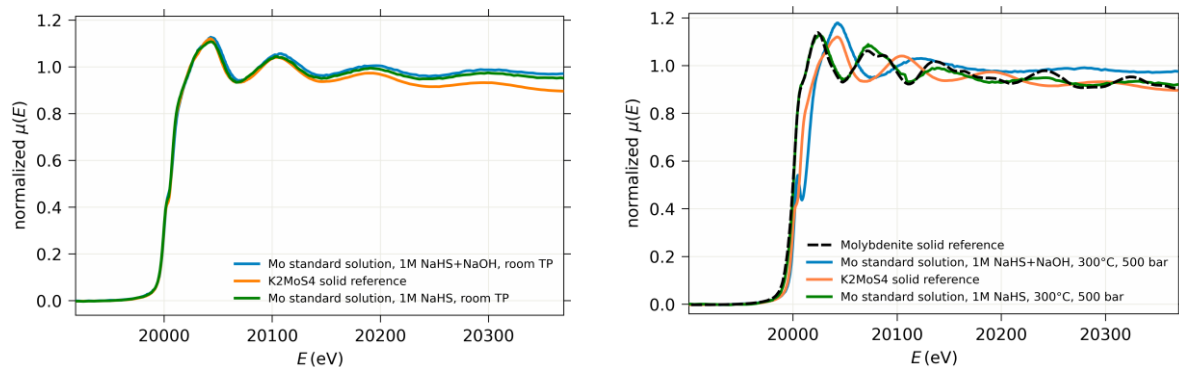 1.2
1.0
0.8
0.6
0.4
0.2
0.0
normalized μ(E)
Mo standard solution, 1M NaHS+NaOH, room TP
K2MoS4 solid reference
Mo standard solution, 1M NaHS, room TP
20000 20100 20200 20300
E (eV)
1.2
1.0
0.8
0.6
0.4
0.2
0.0
normalized μ(E)
Molybdenite solid reference
Mo standard solution, 1M NaHS+NaOH, 300°C, 500 bar
K2MoS4 solid reference
Mo standard solution, 1M NaHS, 300°C, 500 bar
20000 20100 20200 20300
E (eV)